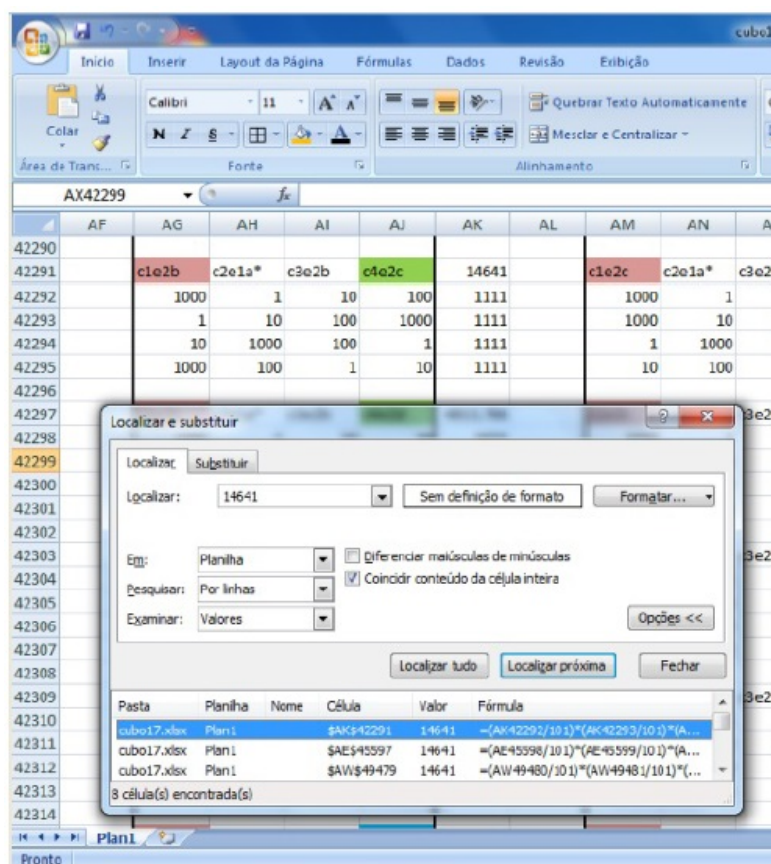 cubo1
Início Inserir Layout da Página Fórmulas Dados Revisão Exibição
Calibri 11 A A Quebrar Texto Automaticamente
Colar N I S A Mesclar e Centralizar
Área de Trans... Fonte Alinhamento
AX42299 fx
AF AG AH AI AJ AK AL AM AN A
42290
42291 c1e2b c2e1a* c3e2b c4e2c 14641 c1e2c c2e1a* c3e2
42292 1000 1 10 100 1111 1000 1
42293 1 10 100 1000 1111 1000 10
42294 10 1000 100 1 1111 1 1000
42295 1000 100 1 10 1111 10 100
42296
42297 3e2
42298
42299
42300
42301
42302
42303 3e2
42304
42305
42306
42307
42308
42309 3e2
42310
42311
42312
42313
42314
Localizar e substituir ?
Localizar Substituir
Localizar: 14641 Sem definição de formato Formatar...
Em: Planilha Diferenciar maiúsculas de minúsculas
Pesquisar: Por linhas Coincidir conteúdo da célula inteira
Examinar: Valores Opções <<
Localizar tudo Localizar próxima Fechar
Pasta Planilha Nome Célula Valor Fórmula
cubo17.xlsx Plan1 $AK$42291 14641 =(AK42292/101)*(AK42293/101)*(A...
cubo17.xlsx Plan1 $AE$45597 14641 =(AE45598/101)*(AE45599/101)*(A...
cubo17.xlsx Plan1 $AW$49479 14641 =(AW49480/101)*(AW49481/101)*(...
8 célula(s) encontrada(s)
Plan1
Pronto